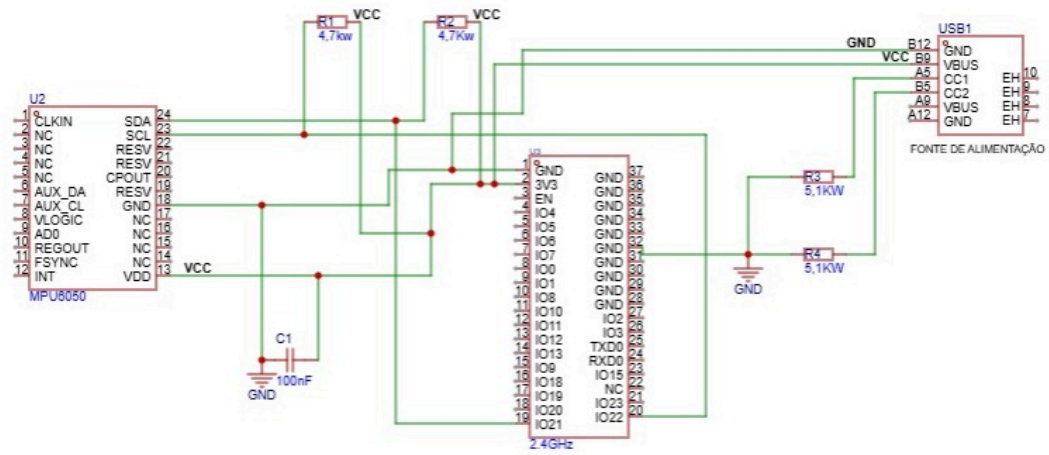 R1
4,7kw
VCC
R2
4,7Kw
VCC
U2
1 CLKIN
2 NC
3 NC
4 NC
5 NC
6 AUX_DA
7 AUX_CL
8 VLOGIC
9 AD0
10 REGOUT
11 FSYNC
12 INT
SDA 24
SCL 23
RESV 22
RESV 21
CPOUT 20
RESV 19
GND 18
NC 17
NC 16
NC 15
NC 14
VDD 13
MPU6050
VCC
C1
100nF
GND
U3
1 GND
2 3V3
3 EN
4 IO4
5 IO5
6 IO6
7 IO7
8 IO0
9 IO1
10 IO8
11 IO10
12 IO11
13 IO12
14 IO13
15 IO9
16 IO18
17 IO19
18 IO20
19 IO21
37
GND 36
GND 35
GND 34
GND 33
GND 32
GND 31
GND 30
GND 29
GND 28
GND 27
IO2 26
IO3 25
TXD0 24
RXD0 23
IO15 22
NC 21
IO23 20
IO22
2.4GHz
GND
VCC
USB1
B12 GND
B9 VBUS
A5 CC1
B5 CC2
A9 VBUS
A12 GND
EH 10
EH 9
EH 8
EH 7
FONTE DE ALIMENTAÇÃO
R3
5,1KW
R4
5,1KW
GND